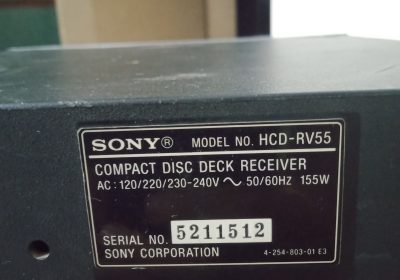 SONY® MODEL NO. HCD-RV55
COMPACT DISC DECK RECEIVER
AC: 120/220/230-240V ~ 50/60HZ 155W
SERIAL NO. 5211512
SONY CORPORATION 4-254-803-01 E3